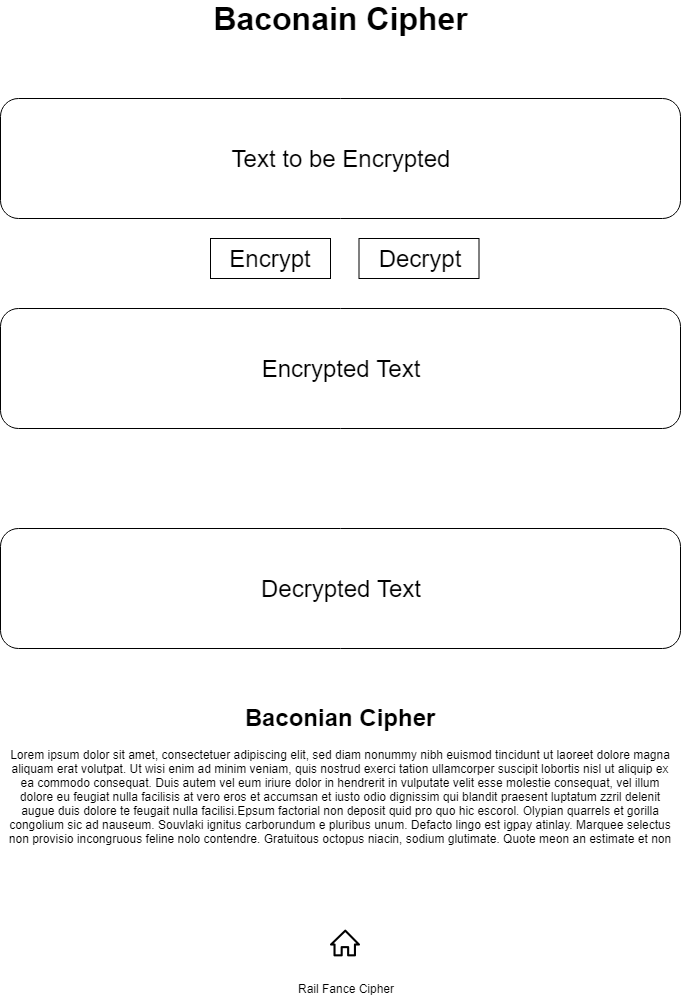 Baconain Cipher
Text to be Encrypted
Encrypt Decrypt
Encrypted Text
Decrypted Text
Baconian Cipher
Lorem ipsum dolor sit amet, consectetuer adipiscing elit, sed diam nonummy nibh euismod tincidunt ut laoreet dolore magna
aliquam erat volutpat. Ut wisi enim ad minim veniam, quis nostrud exerci tation ullamcorper suscipit lobortis nisl ut aliquip ex
ea commodo consequat. Duis autem vel eum iriure dolor in hendrerit in vulputate velit esse molestie consequat, vel illum
dolore eu feugiat nulla facilisis at vero eros et accumsan et iusto odio dignissim qui blandit praesent luptatum zzril delenit
augue duis dolore te feugait nulla facilisi.Epsum factorial non deposit quid pro quo hic escorol. Olypian quarrels et gorilla
congolium sic ad nauseum. Souvlaki ignitus carborundum e pluribus unum. Defacto lingo est igpay atinlay. Marquee selectus
non provisio incongruous feline nolo contendre. Gratuitous octopus niacin, sodium glutimate. Quote meon an estimate et non
Rail Fance Cipher